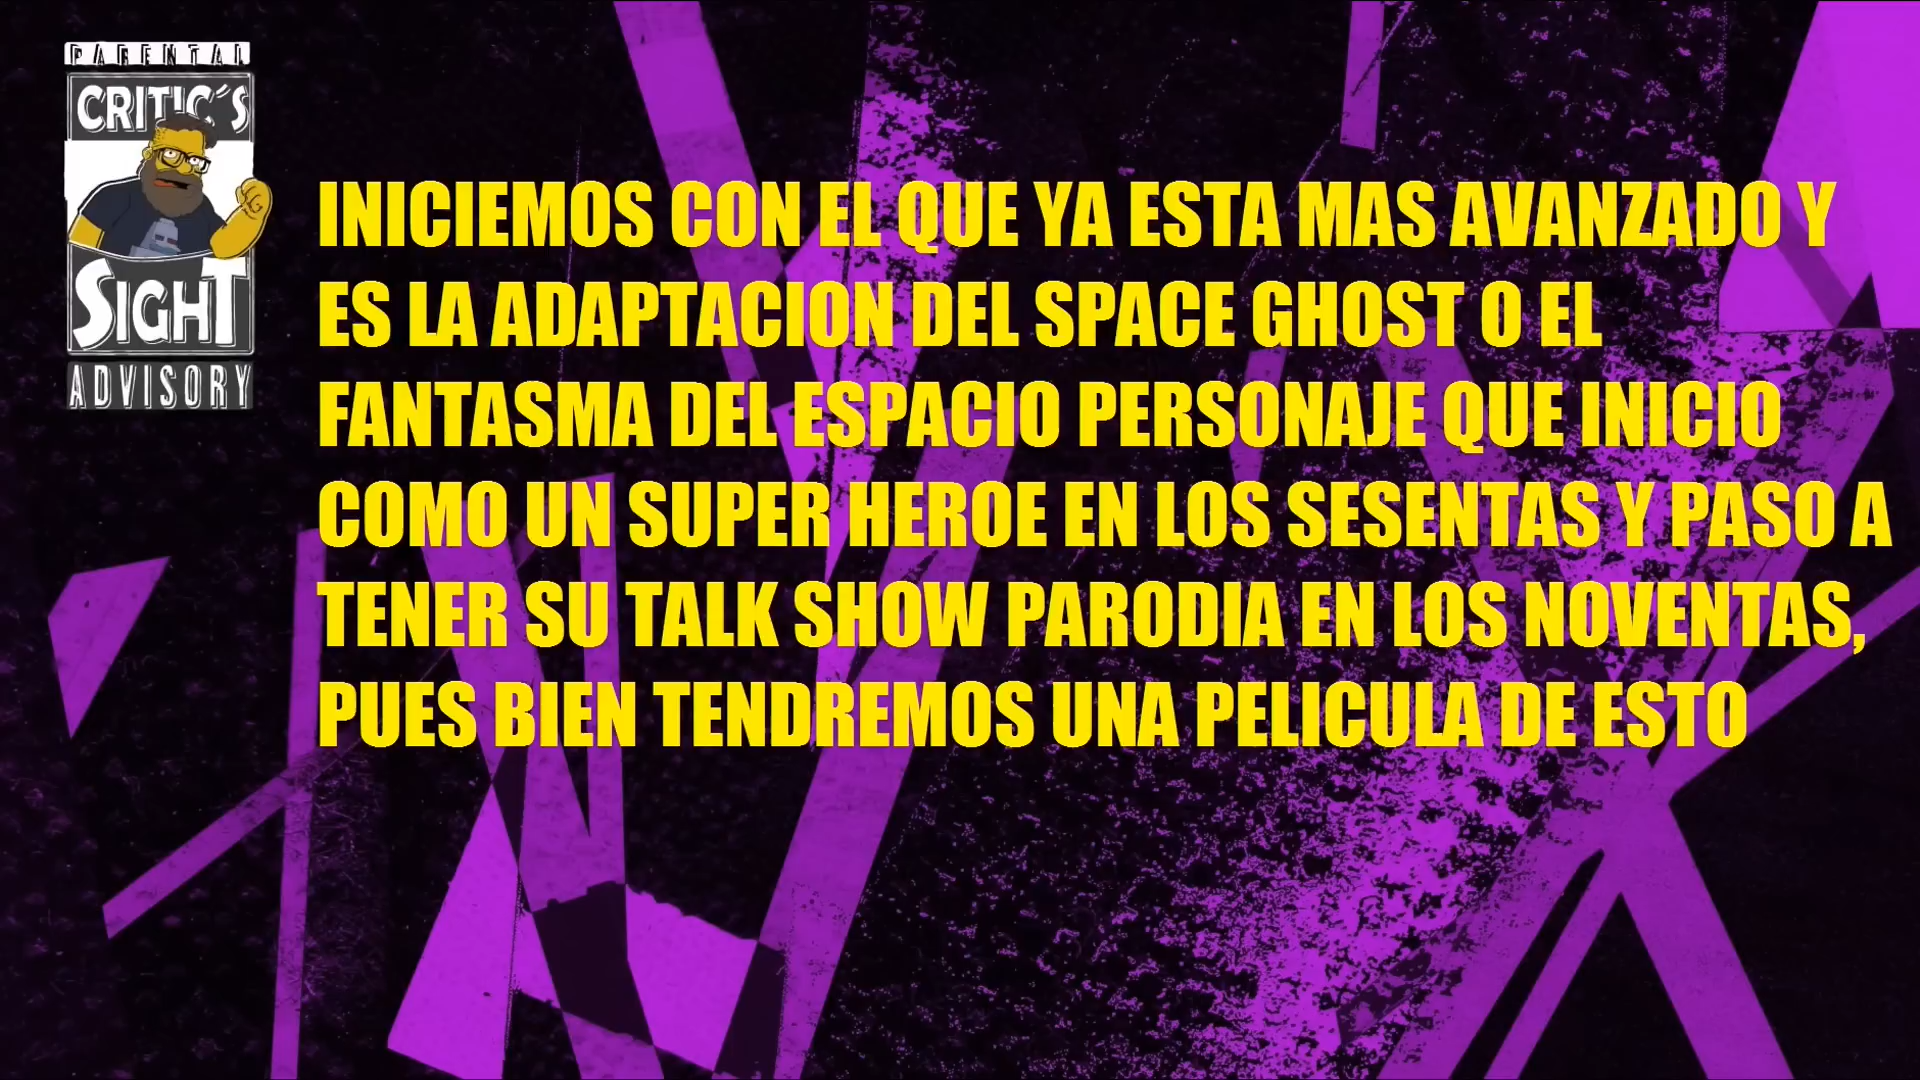 PARENTAL
CRITIC´S
SIGHT
ADVISORY
INICIEMOS CON EL QUE YA ESTA MAS AVANZADO Y
ES LA ADAPTACION DEL SPACE GHOST O EL
FANTASMA DEL ESPACIO PERSONAJE QUE INICIO
COMO UN SUPER HEROE EN LOS SESENTAS Y PASO A
TENER SU TALK SHOW PARODIA EN LOS NOVENTAS,
PUES BIEN TENDREMOS UNA PELICULA DE ESTO